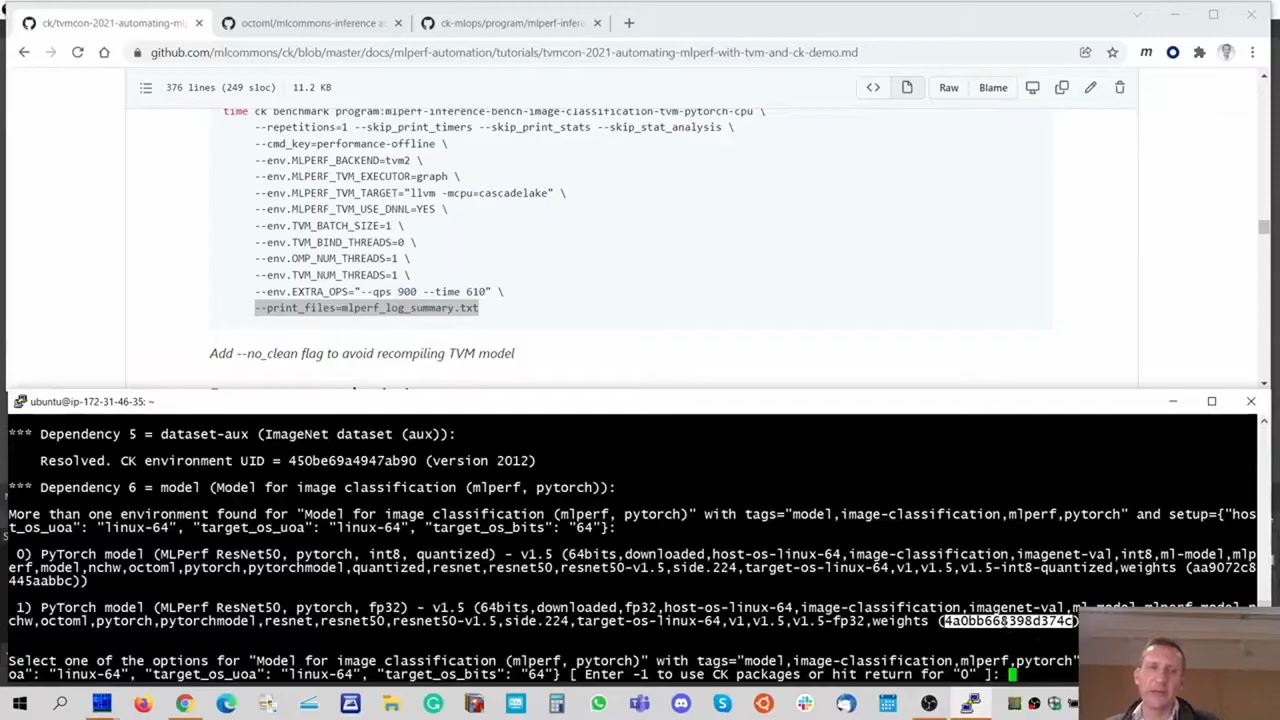 ck/tvmcon-2021-automating-ml
octoml/mlcommons-inference a
ck-mlops/program/mlperf-infere
github.com/mlcommons/ck/blob/master/docs/mlperf-automation/tutorials/tvmcon-2021-automating-mlperf-with-tvm-and-ck-demo.md
376 lines (249 sloc) 11.2 KB
Raw Blame
time ck benchmark program:mlperf-inference-bench-image-classification-tvm-pytorch-cpu \
--repetitions=1 --skip_print_timers --skip_print_stats --skip_stat_analysis \
--cmd_key=performance-offline \
--env.MLPERF_BACKEND=tvm2 \
--env.MLPERF_TVM_EXECUTOR=graph \
--env.MLPERF_TVM_TARGET="llvm -mcpu=cascadelake" \
--env.MLPERF_TVM_USE_DNNL=YES \
--env.TVM_BATCH_SIZE=1 \
--env.TVM_BIND_THREADS=0 \
--env.OMP_NUM_THREADS=1 \
--env.TVM_NUM_THREADS=1 \
--env.EXTRA_OPS="--qps 900 --time 610" \
--print_files=mlperf_log_summary.txt
Add --no_clean flag to avoid recompiling TVM model
ubuntu@ip-172-31-46-35: ~
*** Dependency 5 = dataset-aux (ImageNet dataset (aux)):
Resolved. CK environment UID = 450be69a4947ab90 (version 2012)
*** Dependency 6 = model (Model for image classification (mlperf, pytorch)):
More than one environment found for "Model for image classification (mlperf, pytorch)" with tags="model,image-classification,mlperf,pytorch" and setup={"hos
t_os_uoa": "linux-64", "target_os_uoa": "linux-64", "target_os_bits": "64"}:
0) PyTorch model (MLPerf ResNet50, pytorch, int8, quantized) - v1.5 (64bits,downloaded,host-os-linux-64,image-classification,imagenet-val,int8,ml-model,mlp
erf,model,nchw,octoml,pytorch,pytorchmodel,quantized,resnet,resnet50,resnet50-v1.5,side.224,target-os-linux-64,v1,v1.5,v1.5-int8-quantized,weights (aa9072c8
445aabbc))
1) PyTorch model (MLPerf ResNet50, pytorch, fp32) - v1.5 (64bits,downloaded,fp32,host-os-linux-64,image-classification,imagenet-val,ml-model,mlperf,model,n
chw,octoml,pytorch,pytorchmodel,resnet,resnet50,resnet50-v1.5,side.224,target-os-linux-64,v1,v1.5,v1.5-fp32,weights (4a0bb668398d374c)
Select one of the options for "Model for image classification (mlperf, pytorch)" with tags="model,image-classification,mlperf,pytorch"
oa": "linux-64", "target_os_bits": "64"} [ Enter -1 to use CK packages or hit return for "0" ]: